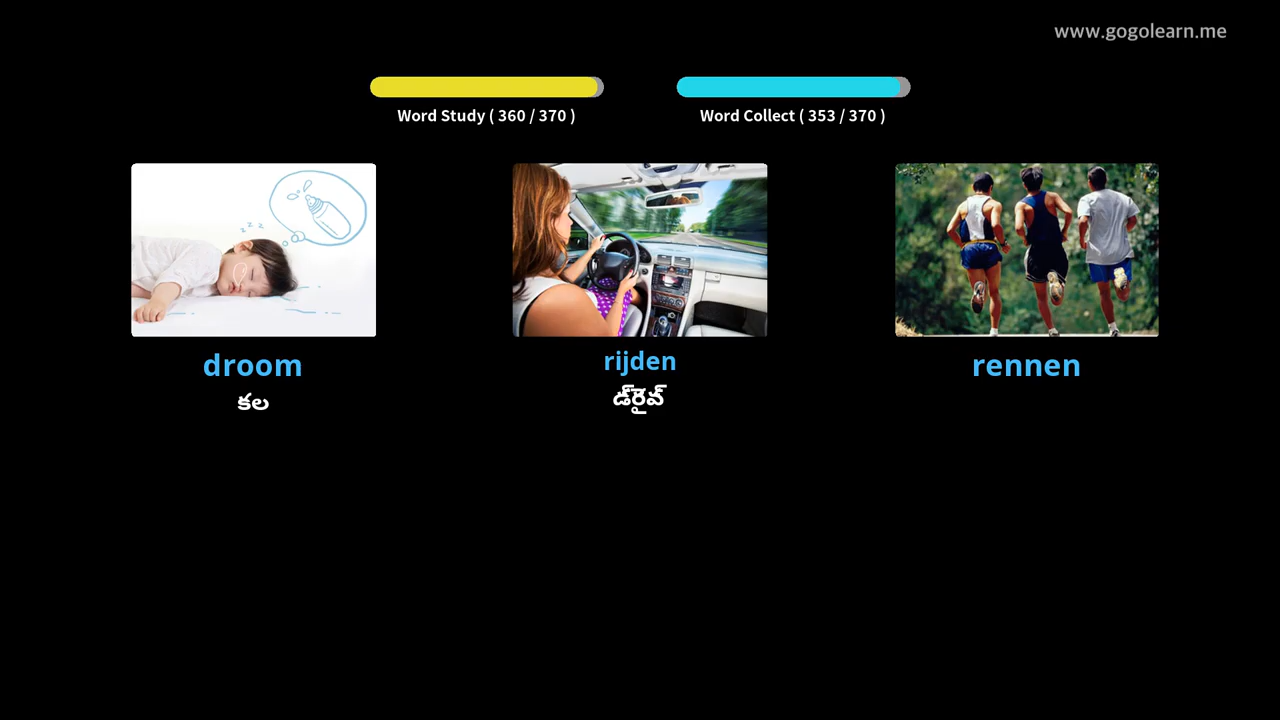 www.gogolearn.me
Word Study ( 360 / 370 )
Word Collect ( 353 / 370 )
droom
rijden
rennen
కల
డ్రైవ్